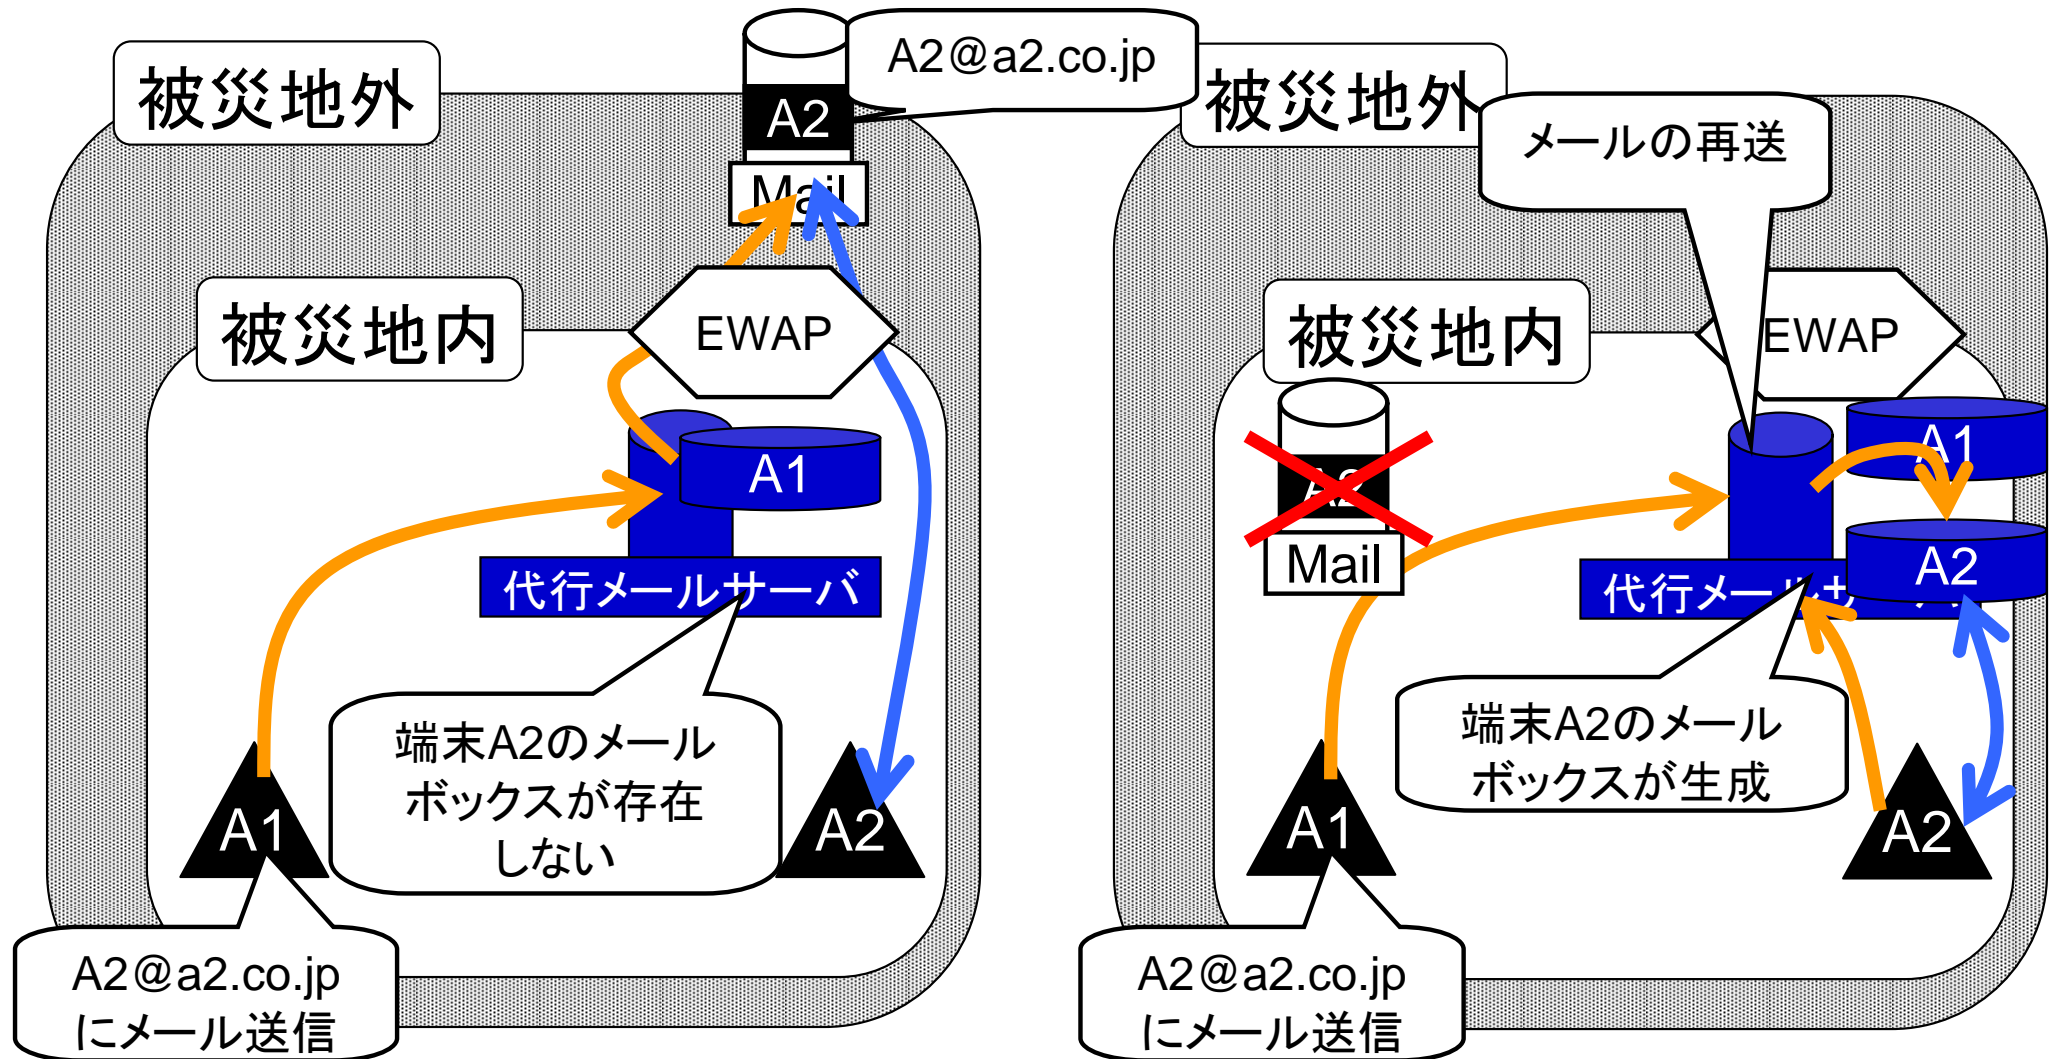 被災地外
A2@a2.co.jp
A2
Mail
被災地内
EWAP
A1
代行メールサーバ
端末A2のメール
ボックスが存在
しない
A1
A2
A2@a2.co.jp
にメール送信
被災地外
メールの再送
被災地内
EWAP
A2
Mail
A1
A2
代行メールサーバ
端末A2のメール
ボックスが生成
A1
A2
A2@a2.co.jp
にメール送信